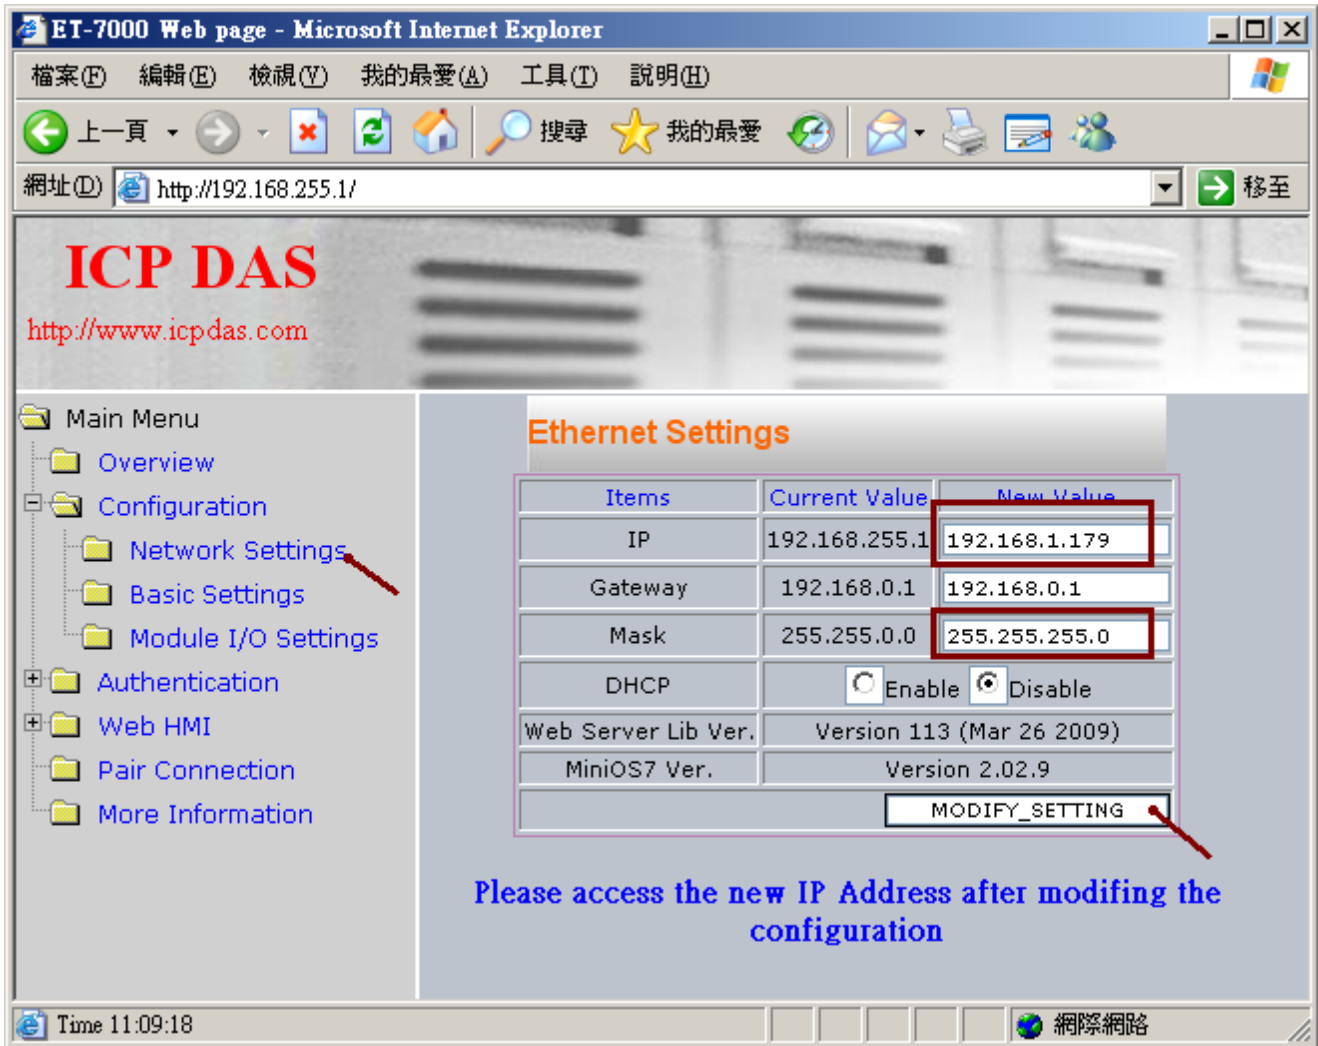 ET-7000 Web page - Microsoft Internet Explorer
檔案(F) 編輯(E) 檢視(V) 我的最愛(A) 工具(T) 說明(H)
上一頁 搜尋 我的最愛
網址(D) http://192.168.255.1/ 移至
ICP DAS
http://www.icpdas.com
Main Menu
Overview
Configuration
Network Settings
Basic Settings
Module I/O Settings
Authentication
Web HMI
Pair Connection
More Information
Ethernet Settings
Items Current Value New Value
IP 192.168.255.1 192.168.1.179
Gateway 192.168.0.1 192.168.0.1
Mask 255.255.0.0 255.255.255.0
DHCP Enable Disable
Web Server Lib Ver. Version 113 (Mar 26 2009)
MiniOS7 Ver. Version 2.02.9
MODIFY_SETTING
Please access the new IP Address after modifing the
configuration
Time 11:09:18 網際網路